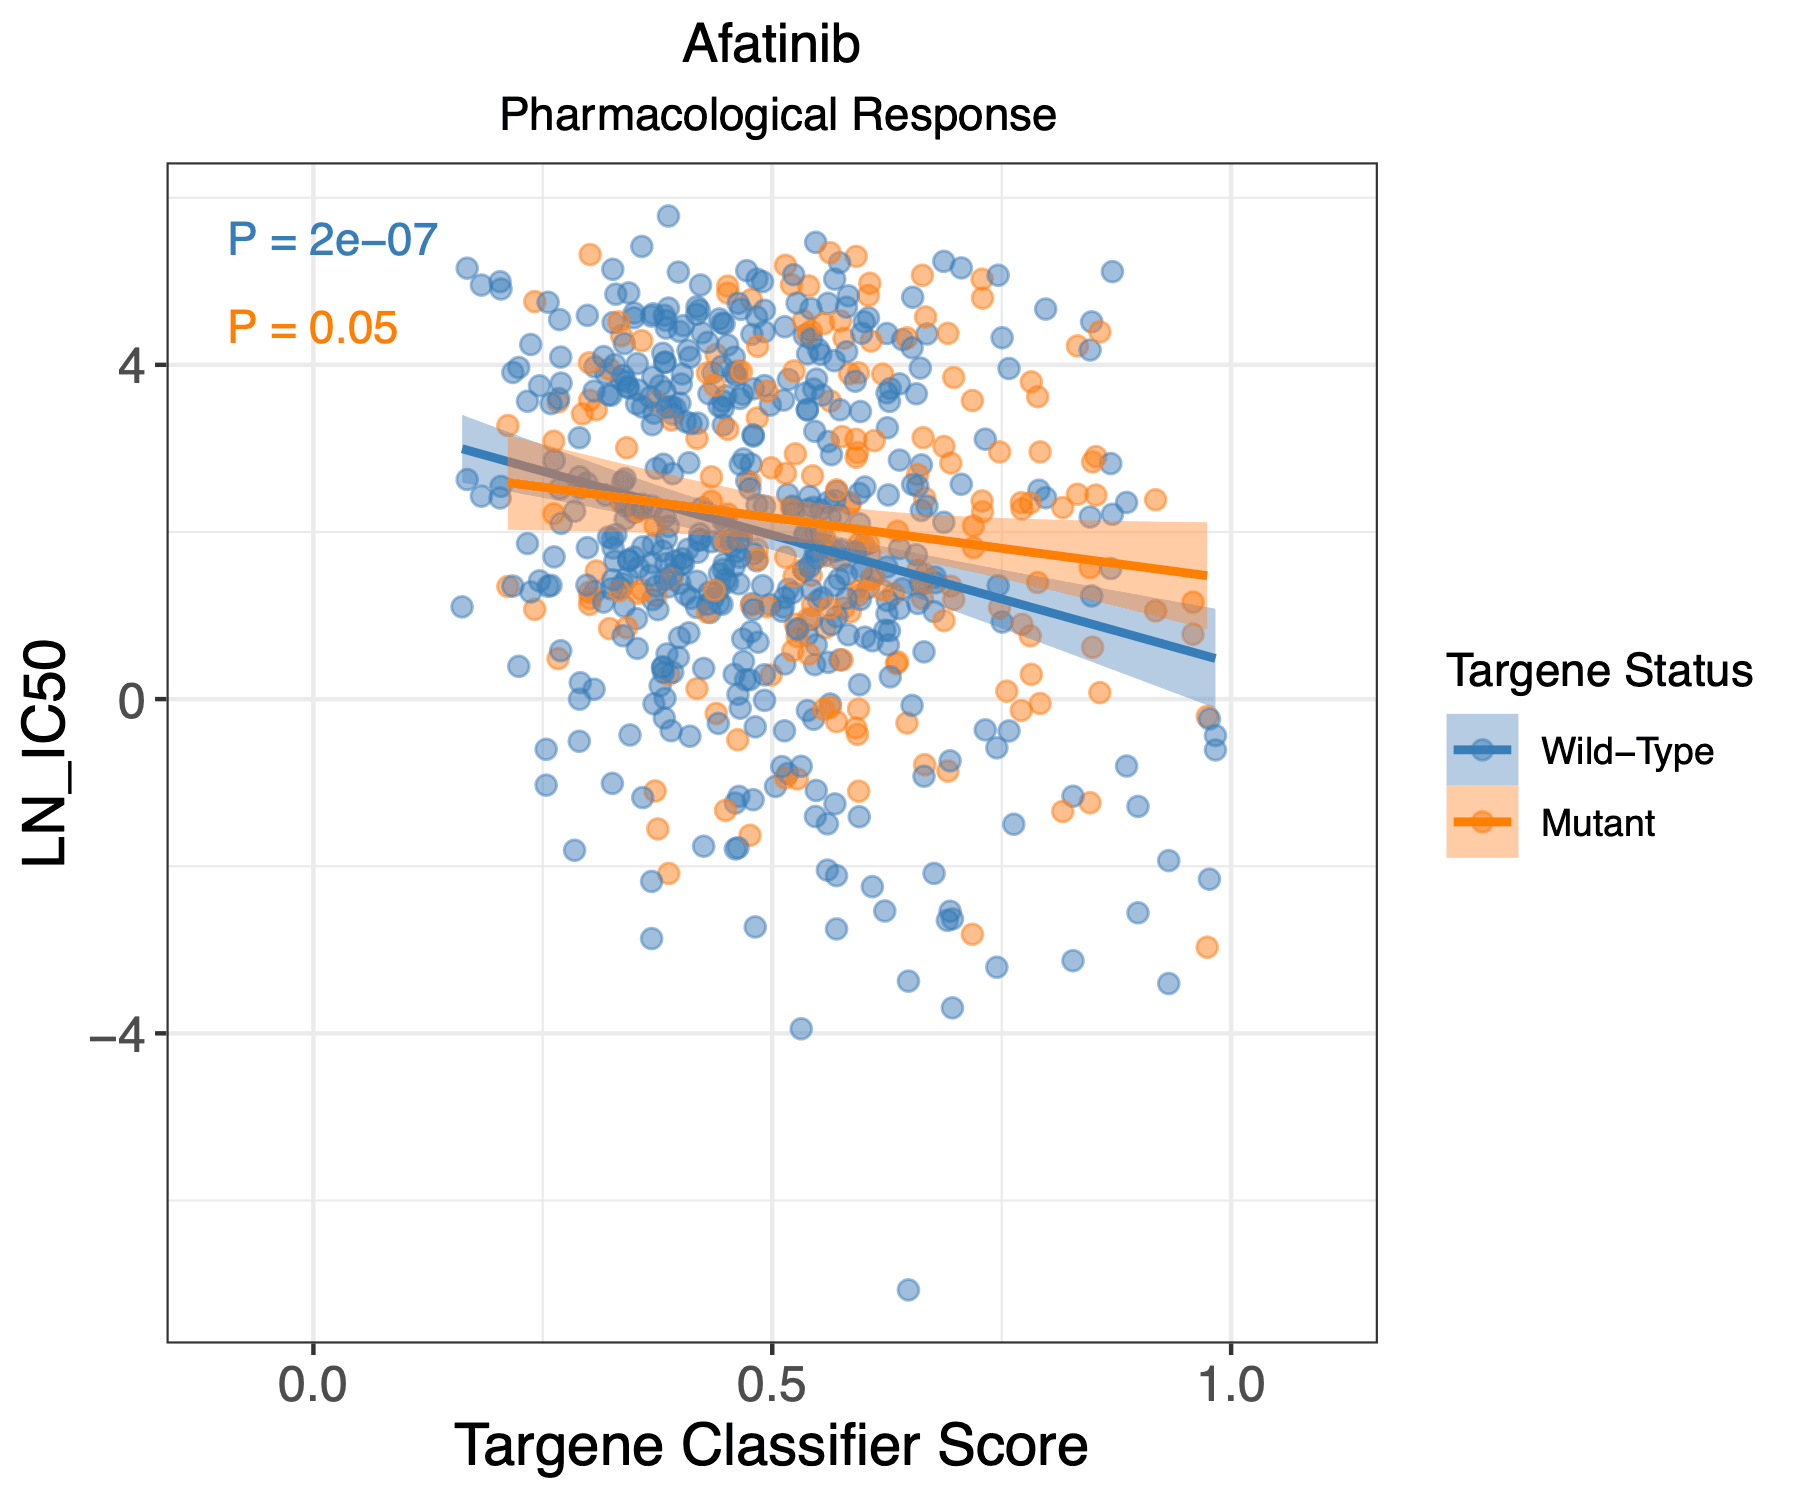 Afatinib
Pharmacological Response
P = 2e−07
P = 0.05
4
0
−4
LN_IC50
0.0 0.5 1.0
Targene Classifier Score
Targene Status
Wild−Type
Mutant